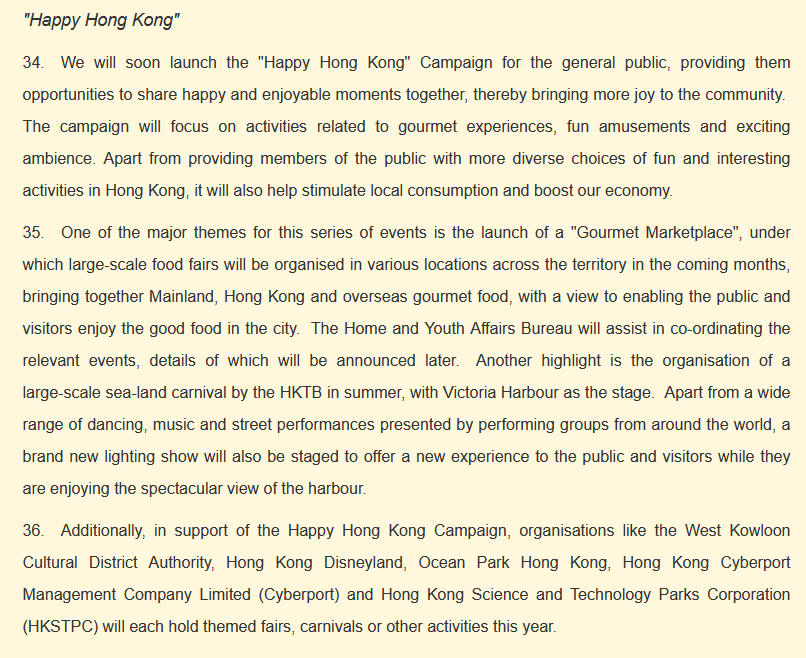 "Happy Hong Kong"
34. We will soon launch the "Happy Hong Kong" Campaign for the general public, providing them
opportunities to share happy and enjoyable moments together, thereby bringing more joy to the community.
The campaign will focus on activities related to gourmet experiences, fun amusements and exciting
ambience. Apart from providing members of the public with more diverse choices of fun and interesting
activities in Hong Kong, it will also help stimulate local consumption and boost our economy.
35. One of the major themes for this series of events is the launch of a "Gourmet Marketplace", under
which large-scale food fairs will be organised in various locations across the territory in the coming months,
bringing together Mainland, Hong Kong and overseas gourmet food, with a view to enabling the public and
visitors enjoy the good food in the city. The Home and Youth Affairs Bureau will assist in co-ordinating the
relevant events, details of which will be announced later. Another highlight is the organisation of a
large-scale sea-land carnival by the HKTB in summer, with Victoria Harbour as the stage. Apart from a wide
range of dancing, music and street performances presented by performing groups from around the world, a
brand new lighting show will also be staged to offer a new experience to the public and visitors while they
are enjoying the spectacular view of the harbour.
36. Additionally, in support of the Happy Hong Kong Campaign, organisations like the West Kowloon
Cultural District Authority, Hong Kong Disneyland, Ocean Park Hong Kong, Hong Kong Cyberport
Management Company Limited (Cyberport) and Hong Kong Science and Technology Parks Corporation
(HKSTPC) will each hold themed fairs, carnivals or other activities this year.